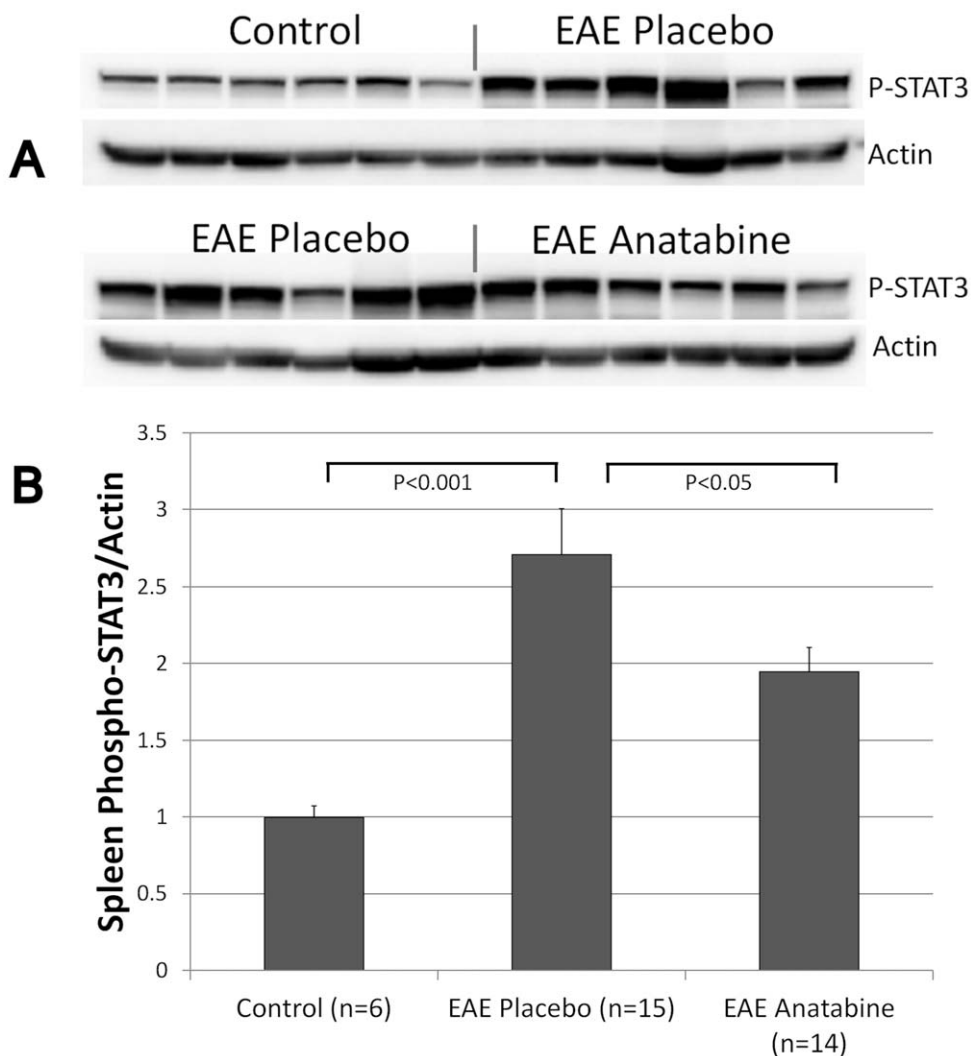 Control EAE Placebo
P-STAT3
A
Actin
EAE Placebo EAE Anatabine
P-STAT3
Actin
B
Spleen Phospho-STAT3/Actin
3.5
3
2.5
2
1.5
1
0.5
0
P<0.001
P<0.05
Control (n=6)
EAE Placebo (n=15)
EAE Anatabine
(n=14)